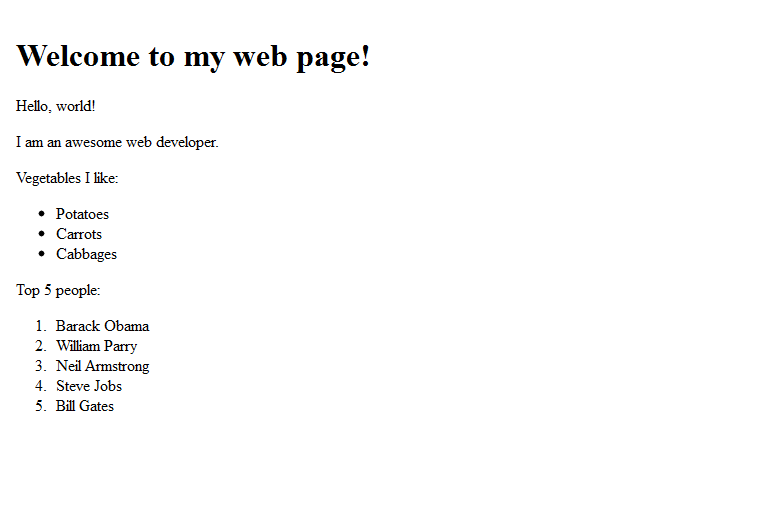 Welcome to my web page!
Hello, world!
I am an awesome web developer.
Vegetables I like:
• Potatoes
• Carrots
• Cabbages
Top 5 people:
1. Barack Obama
2. William Parry
3. Neil Armstrong
4. Steve Jobs
5. Bill Gates